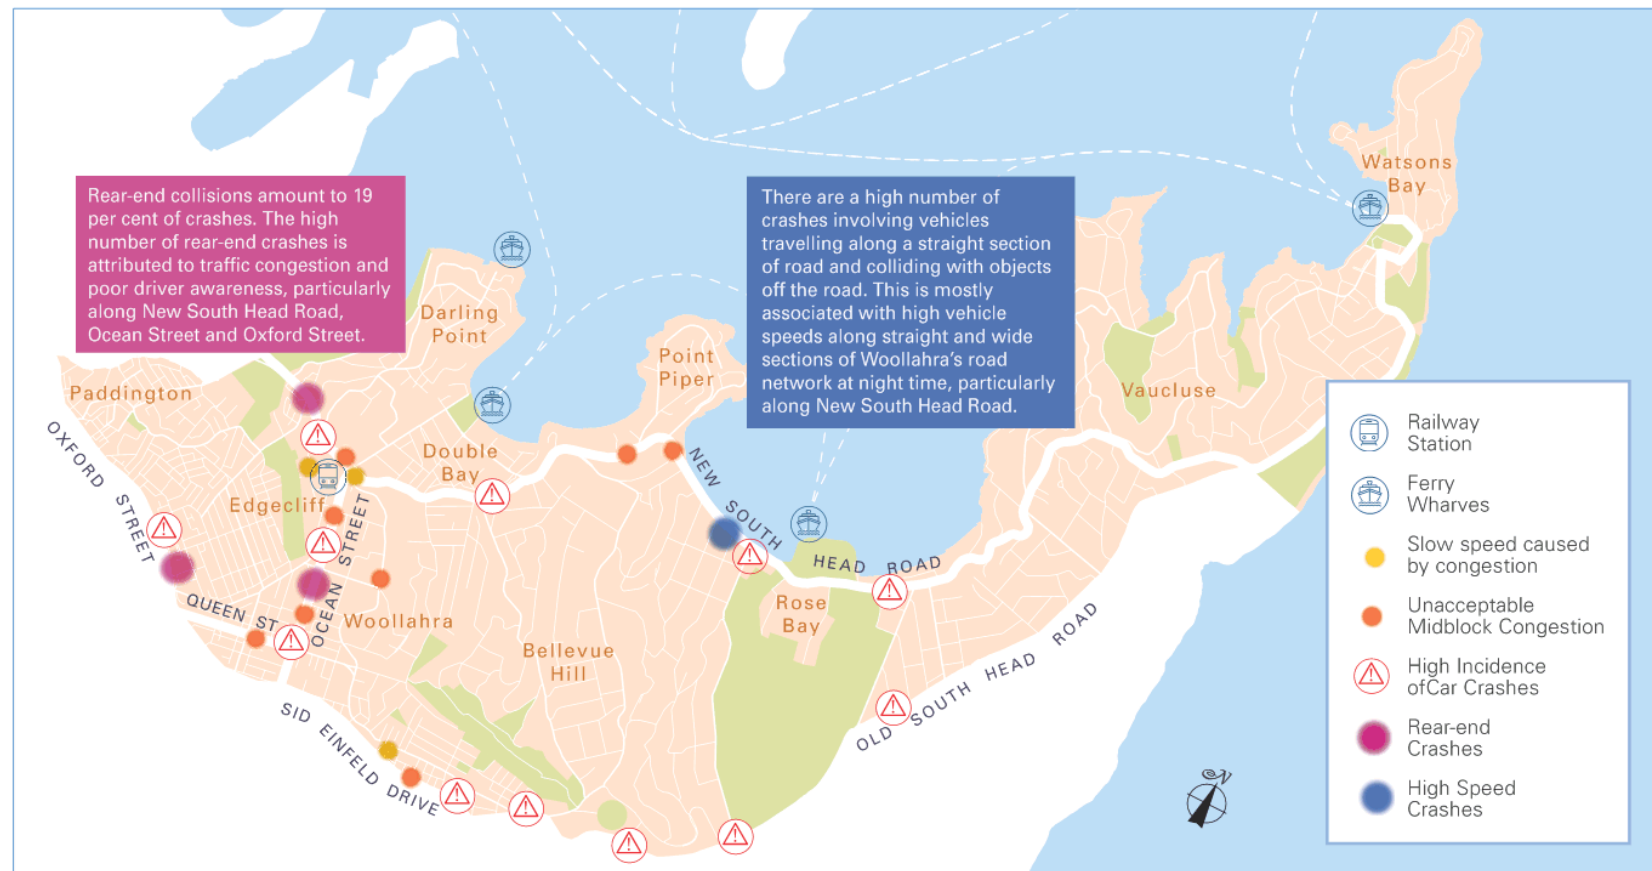 Rear-end collisions amount to 19
per cent of crashes. The high
number of rear-end crashes is
attributed to traffic congestion and
poor driver awareness, particularly
along New South Head Road,
Ocean Street and Oxford Street.
There are a high number of
crashes involving vehicles
travelling along a straight section
of road and colliding with objects
off the road. This is mostly
associated with high vehicle
speeds along straight and wide
sections of Woollahra's road
network at night time, particularly
along New South Head Road.
Watsons
Bay
Darling
Point
Point
Piper
Vaucluse
Paddington
OXFORD STREET
Double
Bay
Edgecliff
NEW SOUTH HEAD ROAD
OCEAN STREET
QUEEN ST
Woollahra
Rose
Bay
Bellevue
Hill
OLD SOUTH HEAD ROAD
SID EINFELD DRIVE
N
Railway
Station
Ferry
Wharves
Slow speed caused
by congestion
Unacceptable
Midblock Congestion
High Incidence
ofCar Crashes
Rear-end
Crashes
High Speed
Crashes